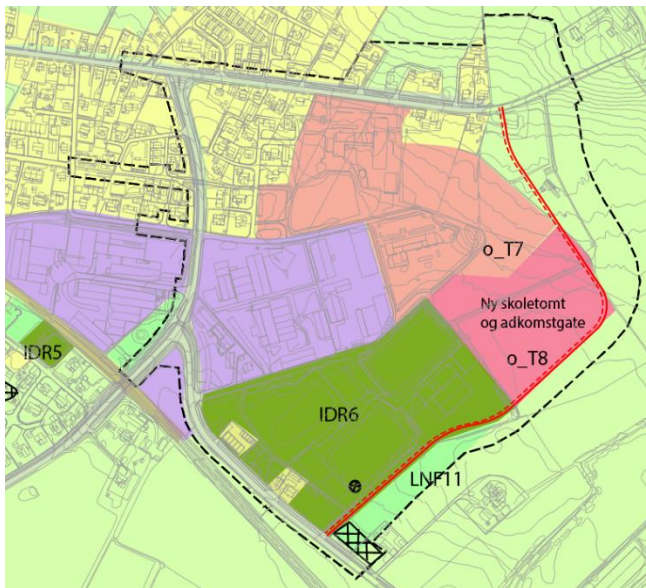 o_T7
Ny skoletomt
og adkomstgate
o_T8
IDR5
IDR6
LNF11